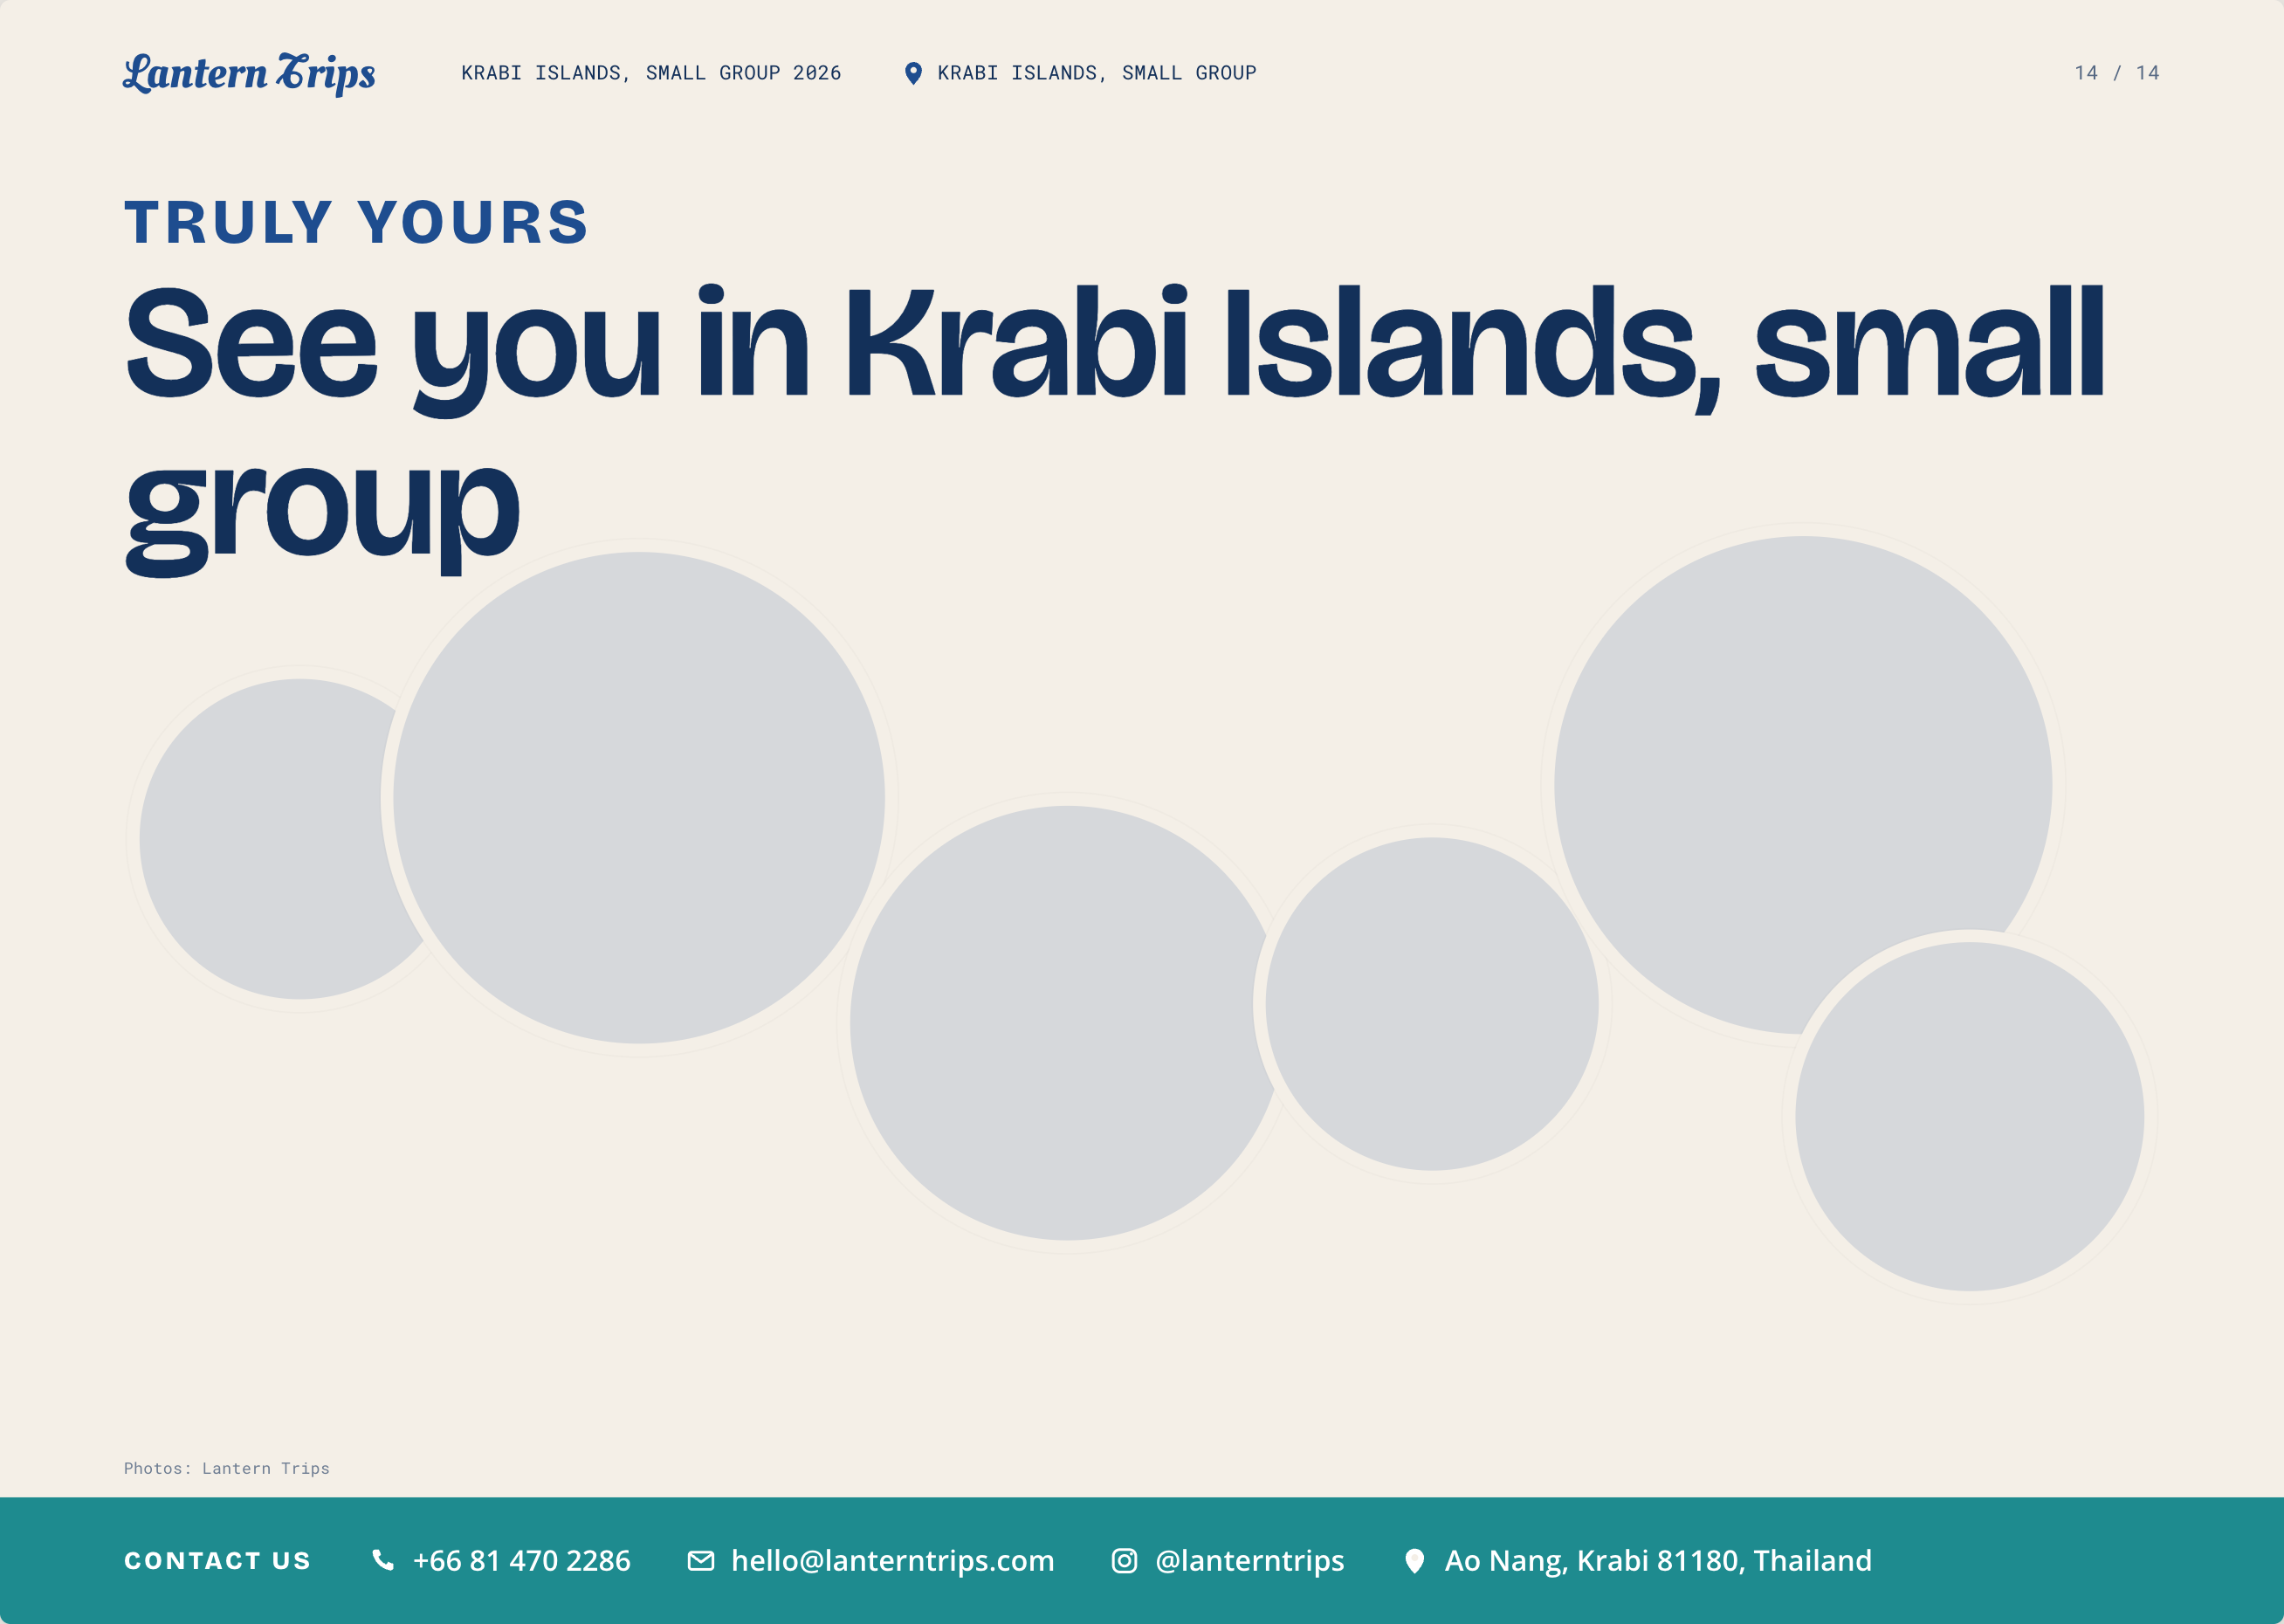 Lantern Trips
KRABI ISLANDS, SMALL GROUP 2026
KRABI ISLANDS, SMALL GROUP
14 / 14
TRULY YOURS
See you in Krabi Islands, small
group
Photos: Lantern Trips
CONTACT US
+66 81 470 2286
hello@lanterntrips.com
@lanterntrips
Ao Nang, Krabi 81180, Thailand